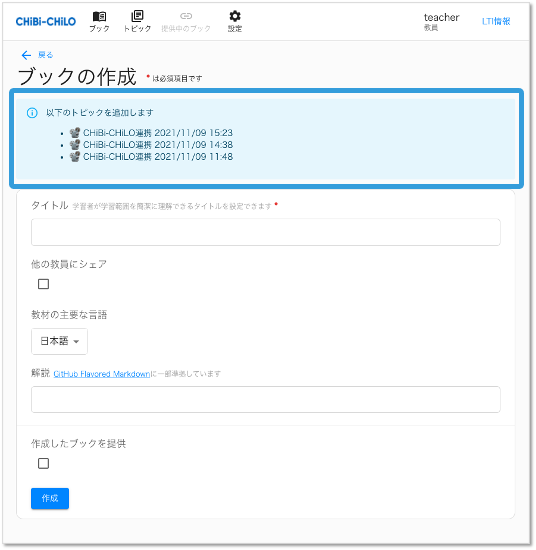 CHiBi-CHiLO ブック トピック 提供中のブック 設定 teacher 教員 LTI情報
戻る
ブックの作成 * は必須項目です
以下のトピックを追加します
CHiBi-CHiLO連携 2021/11/09 15:23
CHiBi-CHiLO連携 2021/11/09 14:38
CHiBi-CHiLO連携 2021/11/09 11:48
タイトル 学習者が学習範囲を簡潔に理解できるタイトルを設定できます *
他の教員にシェア
教材の主要な言語
日本語
解説 GitHub Flavored Markdownに一部準拠しています
作成したブックを提供
作成